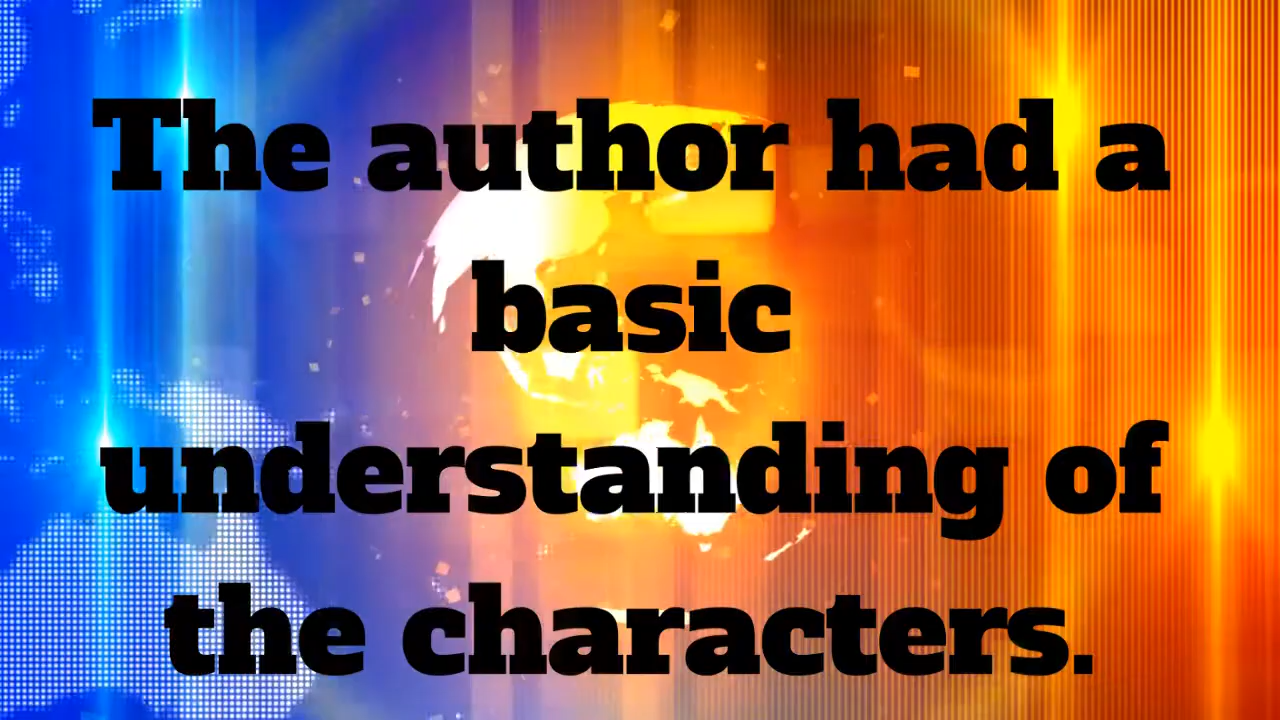 The author had a
basic
understanding of
the characters.